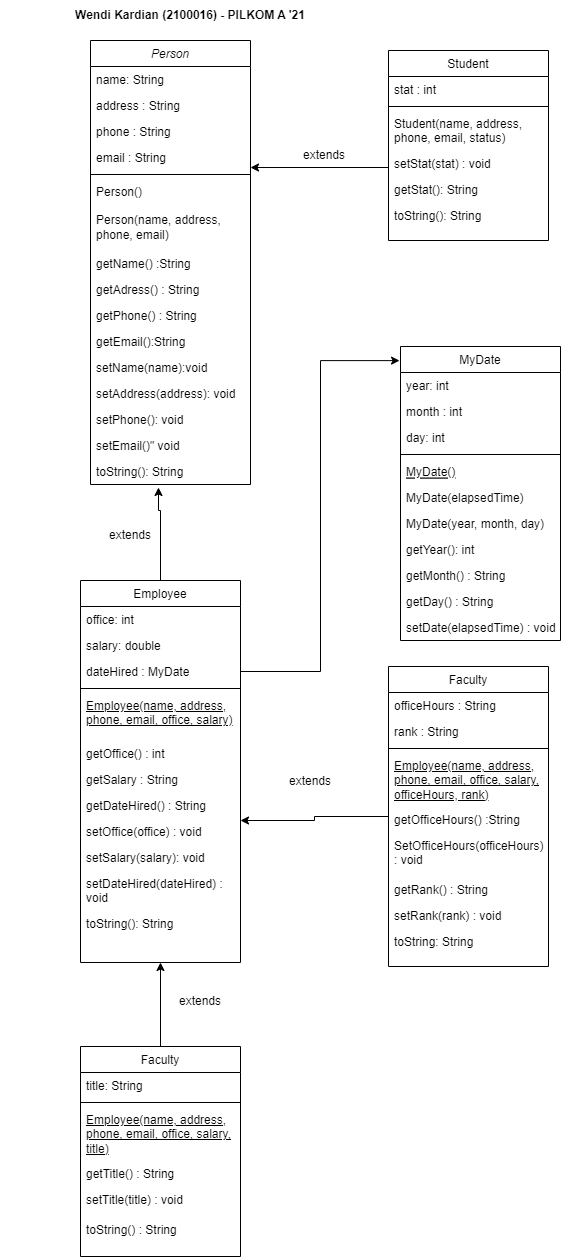 Wendi Kardian (2100016) - PILKOM A '21
Person
name: String
address : String
phone : String
email : String
Person()
Person(name, address,
phone, email)
getName() :String
getAdress() : String
getPhone() : String
getEmail():String
setName(name):void
setAddress(address): void
setPhone(): void
setEmail()" void
toString(): String
extends
Student
stat : int
Student(name, address,
phone, email, status)
setStat(stat) : void
getStat(): String
toString(): String
MyDate
year: int
month : int
day: int
MyDate()
MyDate(elapsedTime)
MyDate(year, month, day)
getYear(): int
getMonth() : String
getDay() : String
setDate(elapsedTime) : void
extends
Employee
office: int
salary: double
dateHired : MyDate
Employee(name, address,
phone, email, office, salary)
getOffice() : int
getSalary : String
getDateHired() : String
setOffice(office) : void
setSalary(salary): void
setDateHired(dateHired) :
void
toString(): String
extends
Faculty
officeHours : String
rank : String
Employee(name, address,
phone, email, office, salary,
officeHours, rank)
getOfficeHours() :String
SetOfficeHours(officeHours)
: void
getRank() : String
setRank(rank) : void
toString: String
extends
Faculty
title: String
Employee(name, address,
phone, email, office, salary,
title)
getTitle() : String
setTitle(title) : void
toString() : String